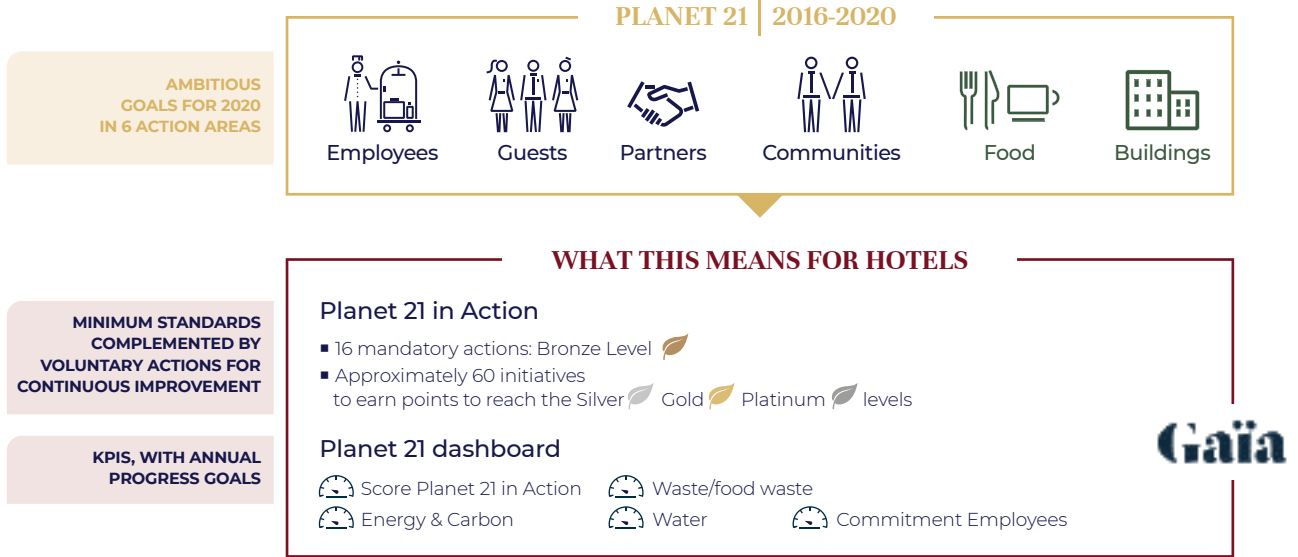 PLANET 21 | 2016-2020
AMBITIOUS
GOALS FOR 2020
IN 6 ACTION AREAS
Employees
Guests
Partners
Communities
Food
Buildings
WHAT THIS MEANS FOR HOTELS
MINIMUM STANDARDS
COMPLEMENTED BY
VOLUNTARY ACTIONS FOR
CONTINUOUS IMPROVEMENT
Planet 21 in Action
▪ 16 mandatory actions: Bronze Level
▪ Approximately 60 initiatives
to earn points to reach the Silver Gold Platinum levels
KPIS, WITH ANNUAL
PROGRESS GOALS
Planet 21 dashboard
Score Planet 21 in Action
Waste/food waste
Energy & Carbon
Water
Commitment Employees
Gaïa